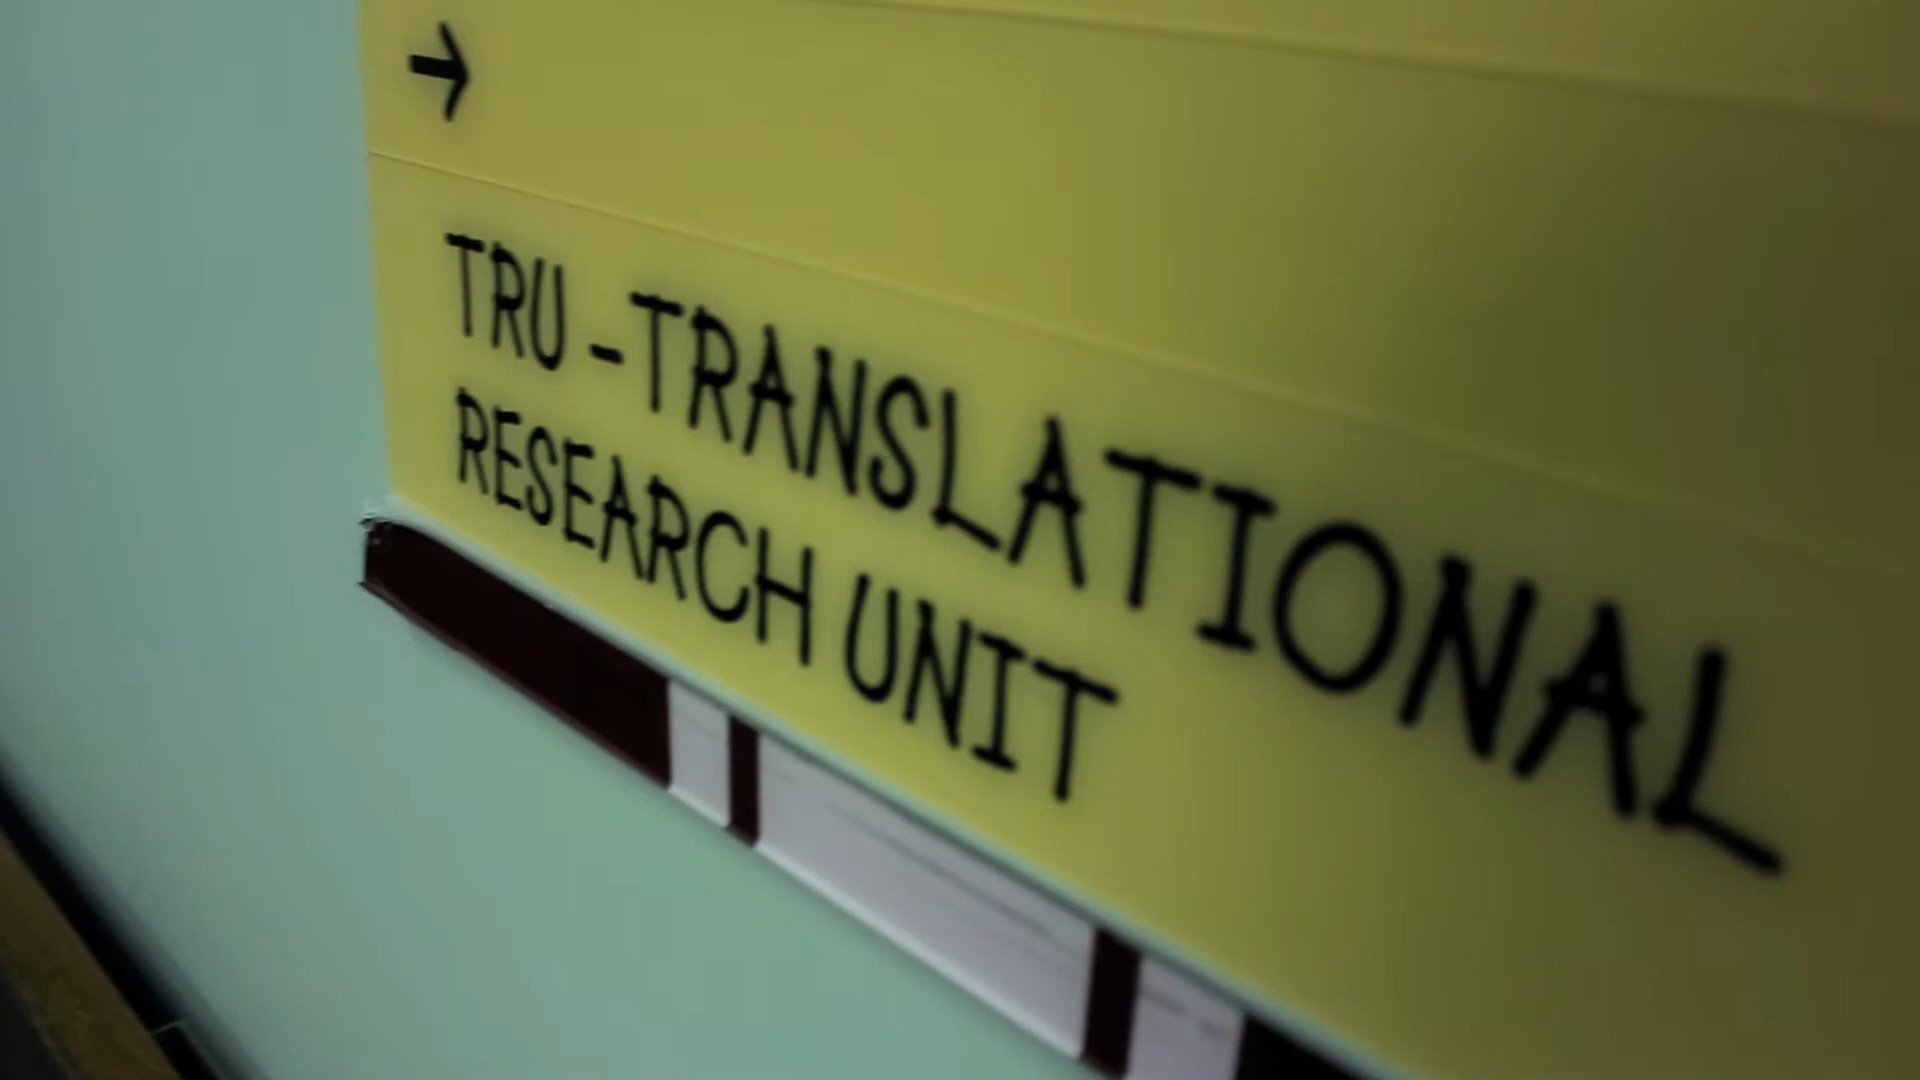 →
TRU - TRANSLATIONAL
RESEARCH UNIT